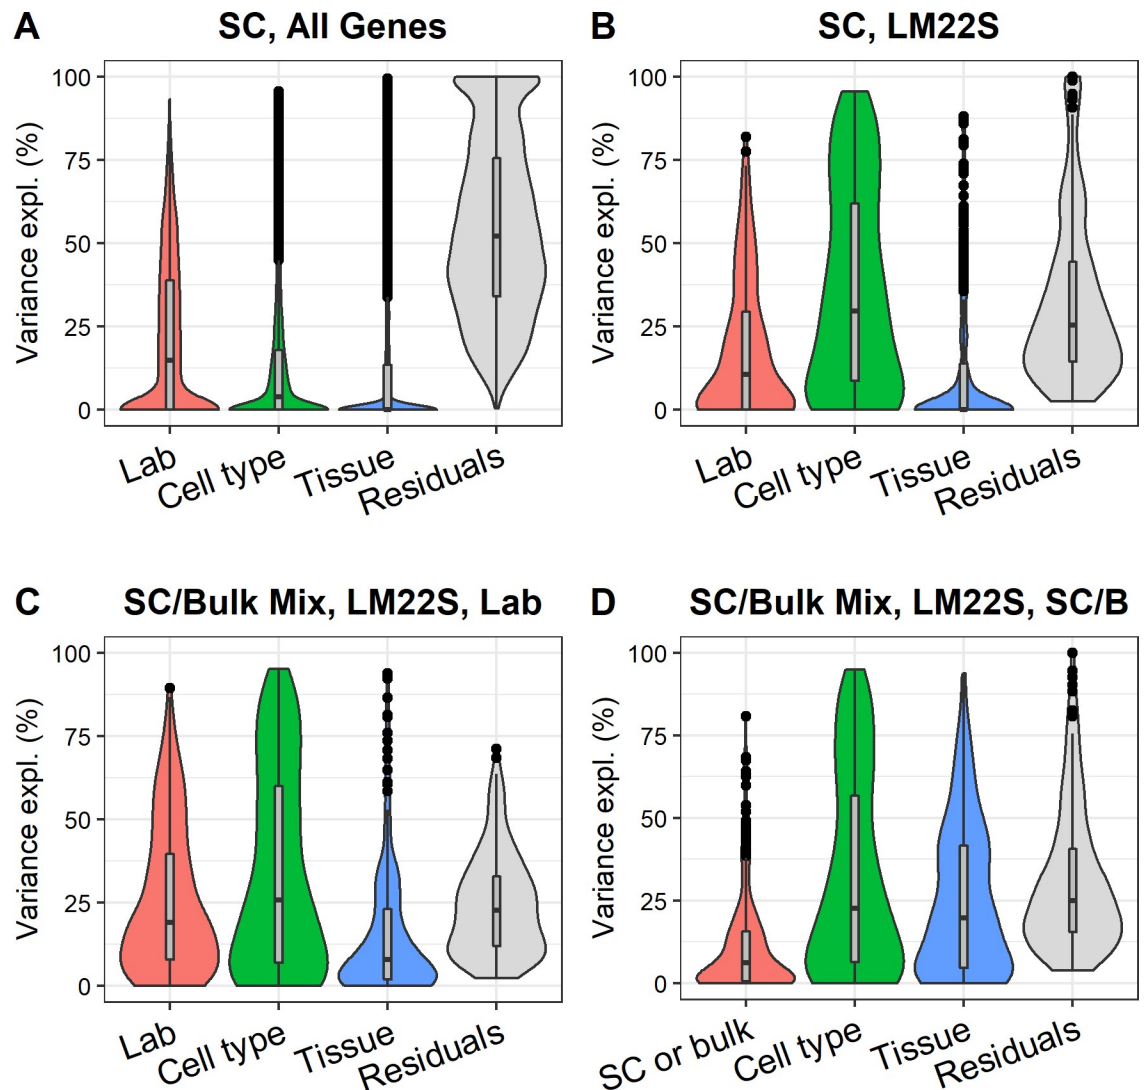 A SC, All Genes
Variance expl. (%)
100
75
50
25
0
Lab
Cell type
Tissue
Residuals
B SC, LM22S
Variance expl. (%)
100
75
50
25
0
Lab
Cell type
Tissue
Residuals
C SC/Bulk Mix, LM22S, Lab
Variance expl. (%)
100
75
50
25
0
Lab
Cell type
Tissue
Residuals
D SC/Bulk Mix, LM22S, SC/B
Variance expl. (%)
100
75
50
25
0
SC or bulk
Cell type
Tissue
Residuals